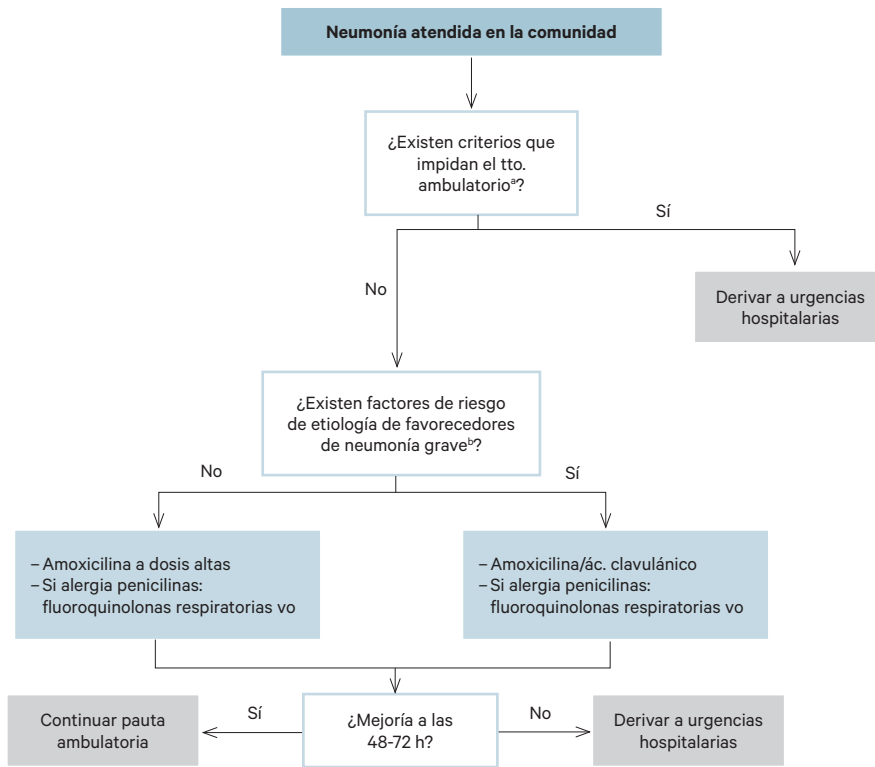 Neumonía atendida en la comunidad
¿Existen criterios que
impidan el tto.
ambulatorioᵃ?
Sí
No
Derivar a urgencias
hospitalarias
¿Existen factores de riesgo
de etiología de favorecedores
de neumonía graveᵇ?
No
Sí
– Amoxicilina a dosis altas
– Si alergia penicilinas:
fluoroquinolonas respiratorias vo
– Amoxicilina/ác. clavulánico
– Si alergia penicilinas:
fluoroquinolonas respiratorias vo
Continuar pauta
ambulatoria
Sí
¿Mejoría a las
48-72 h?
No
Derivar a urgencias
hospitalarias